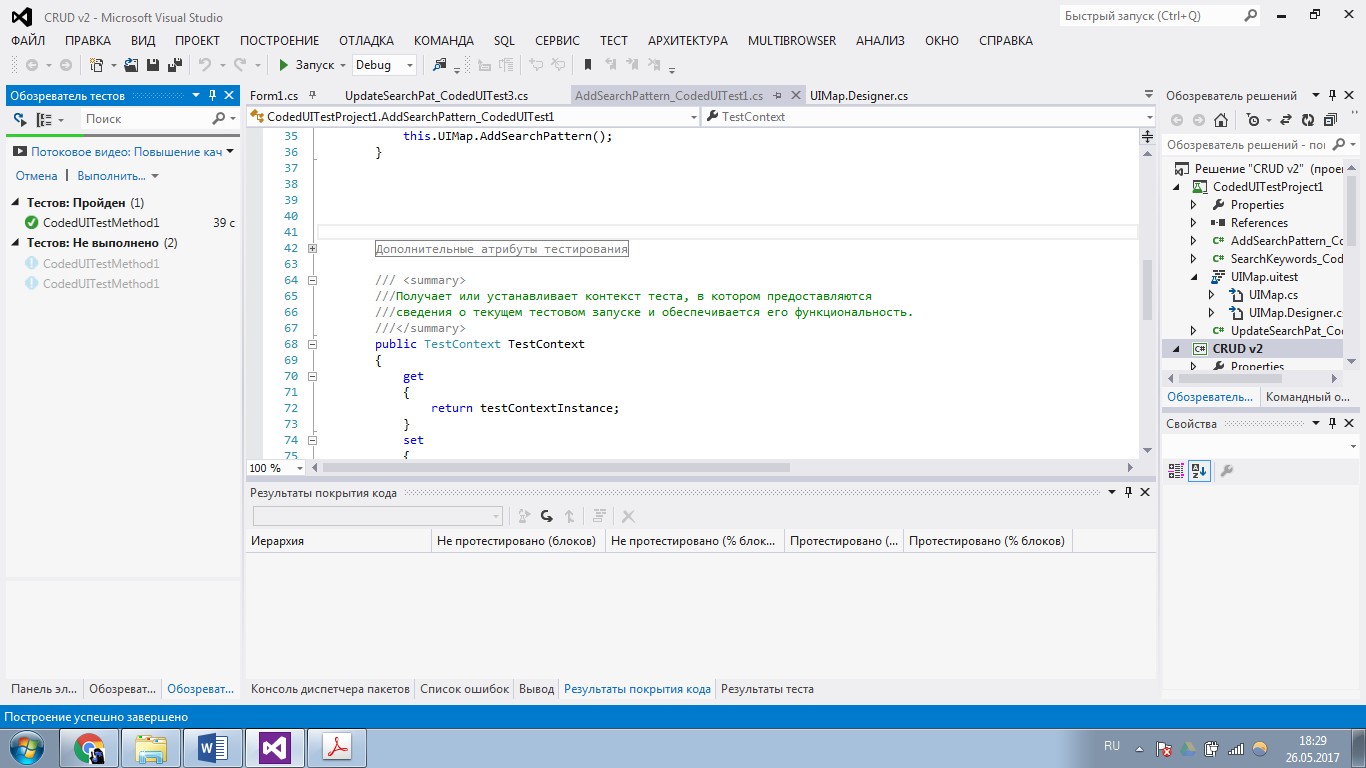 CRUD v2 - Microsoft Visual Studio
Быстрый запуск (Ctrl+Q)
ФАЙЛ ПРАВКА ВИД ПРОЕКТ ПОСТРОЕНИЕ ОТЛАДКА КОМАНДА SQL СЕРВИС ТЕСТ АРХИТЕКТУРА MULTIBROWSER АНАЛИЗ ОКНО СПРАВКА
Запуск Debug
Обозреватель тестов
Поиск
Потоковое видео: Повышение кач
Отмена | Выполнить...
Тестов: Пройден (1)
CodedUITestMethod1 39 с
Тестов: Не выполнено (2)
CodedUITestMethod1
CodedUITestMethod1
Панель эл... Обозреват... Обозреват...
Form1.cs UpdateSearchPat_CodedUITest3.cs AddSearchPattern_CodedUITest1.cs UIMap.Designer.cs
CodedUITestProject1.AddSearchPattern_CodedUITest1 TestContext
35 this.UIMap.AddSearchPattern();
36 }
37
38
39
40
41
42 Дополнительные атрибуты тестирования
63
64 /// <summary>
65 ///Получает или устанавливает контекст теста, в котором предоставляются
66 ///сведения о текущем тестовом запуске и обеспечивается его функциональность.
67 ///</summary>
68 public TestContext TestContext
69 {
70 get
71 {
72 return testContextInstance;
73 }
74 set
75 {
100 %
Результаты покрытия кода
Иерархия Не протестировано (блоков) Не протестировано (% блок... Протестировано (... Протестировано (% блоков)
Консоль диспетчера пакетов Список ошибок Вывод Результаты покрытия кода Результаты теста
Обозреватель решений
Обозреватель решений - пои
Решение "CRUD v2" (проек
CodedUITestProject1
Properties
References
AddSearchPattern_Co
SearchKeywords_Cod
UIMap.uitest
UIMap.cs
UIMap.Designer.cs
UpdateSearchPat_Co
CRUD v2
Properties
Обозреватель... Командный о...
Свойства
Построение успешно завершено
RU 18:29
26.05.2017